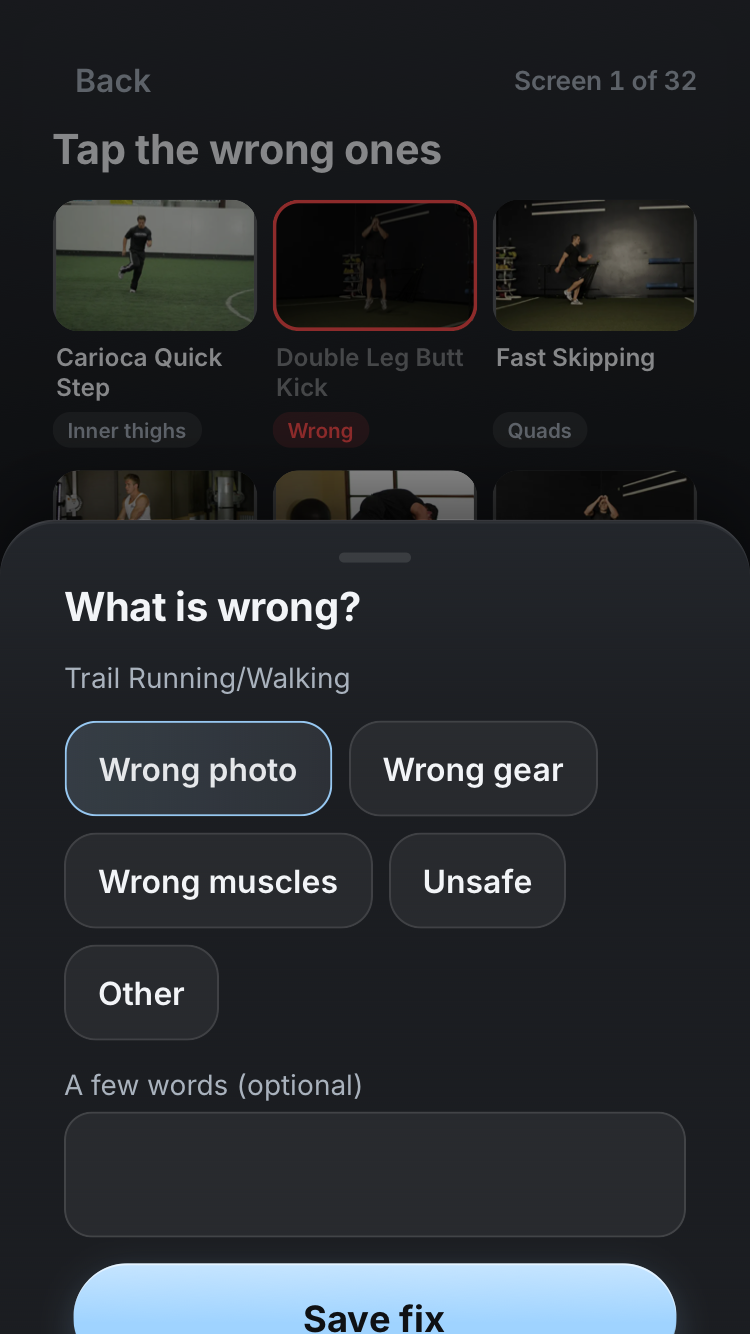 Back
Screen 1 of 32
Tap the wrong ones
Carioca Quick
Step
Double Leg Butt
Kick
Fast Skipping
Inner thighs
Wrong
Quads
What is wrong?
Trail Running/Walking
Wrong photo
Wrong gear
Wrong muscles
Unsafe
Other
A few words (optional)
Save fix